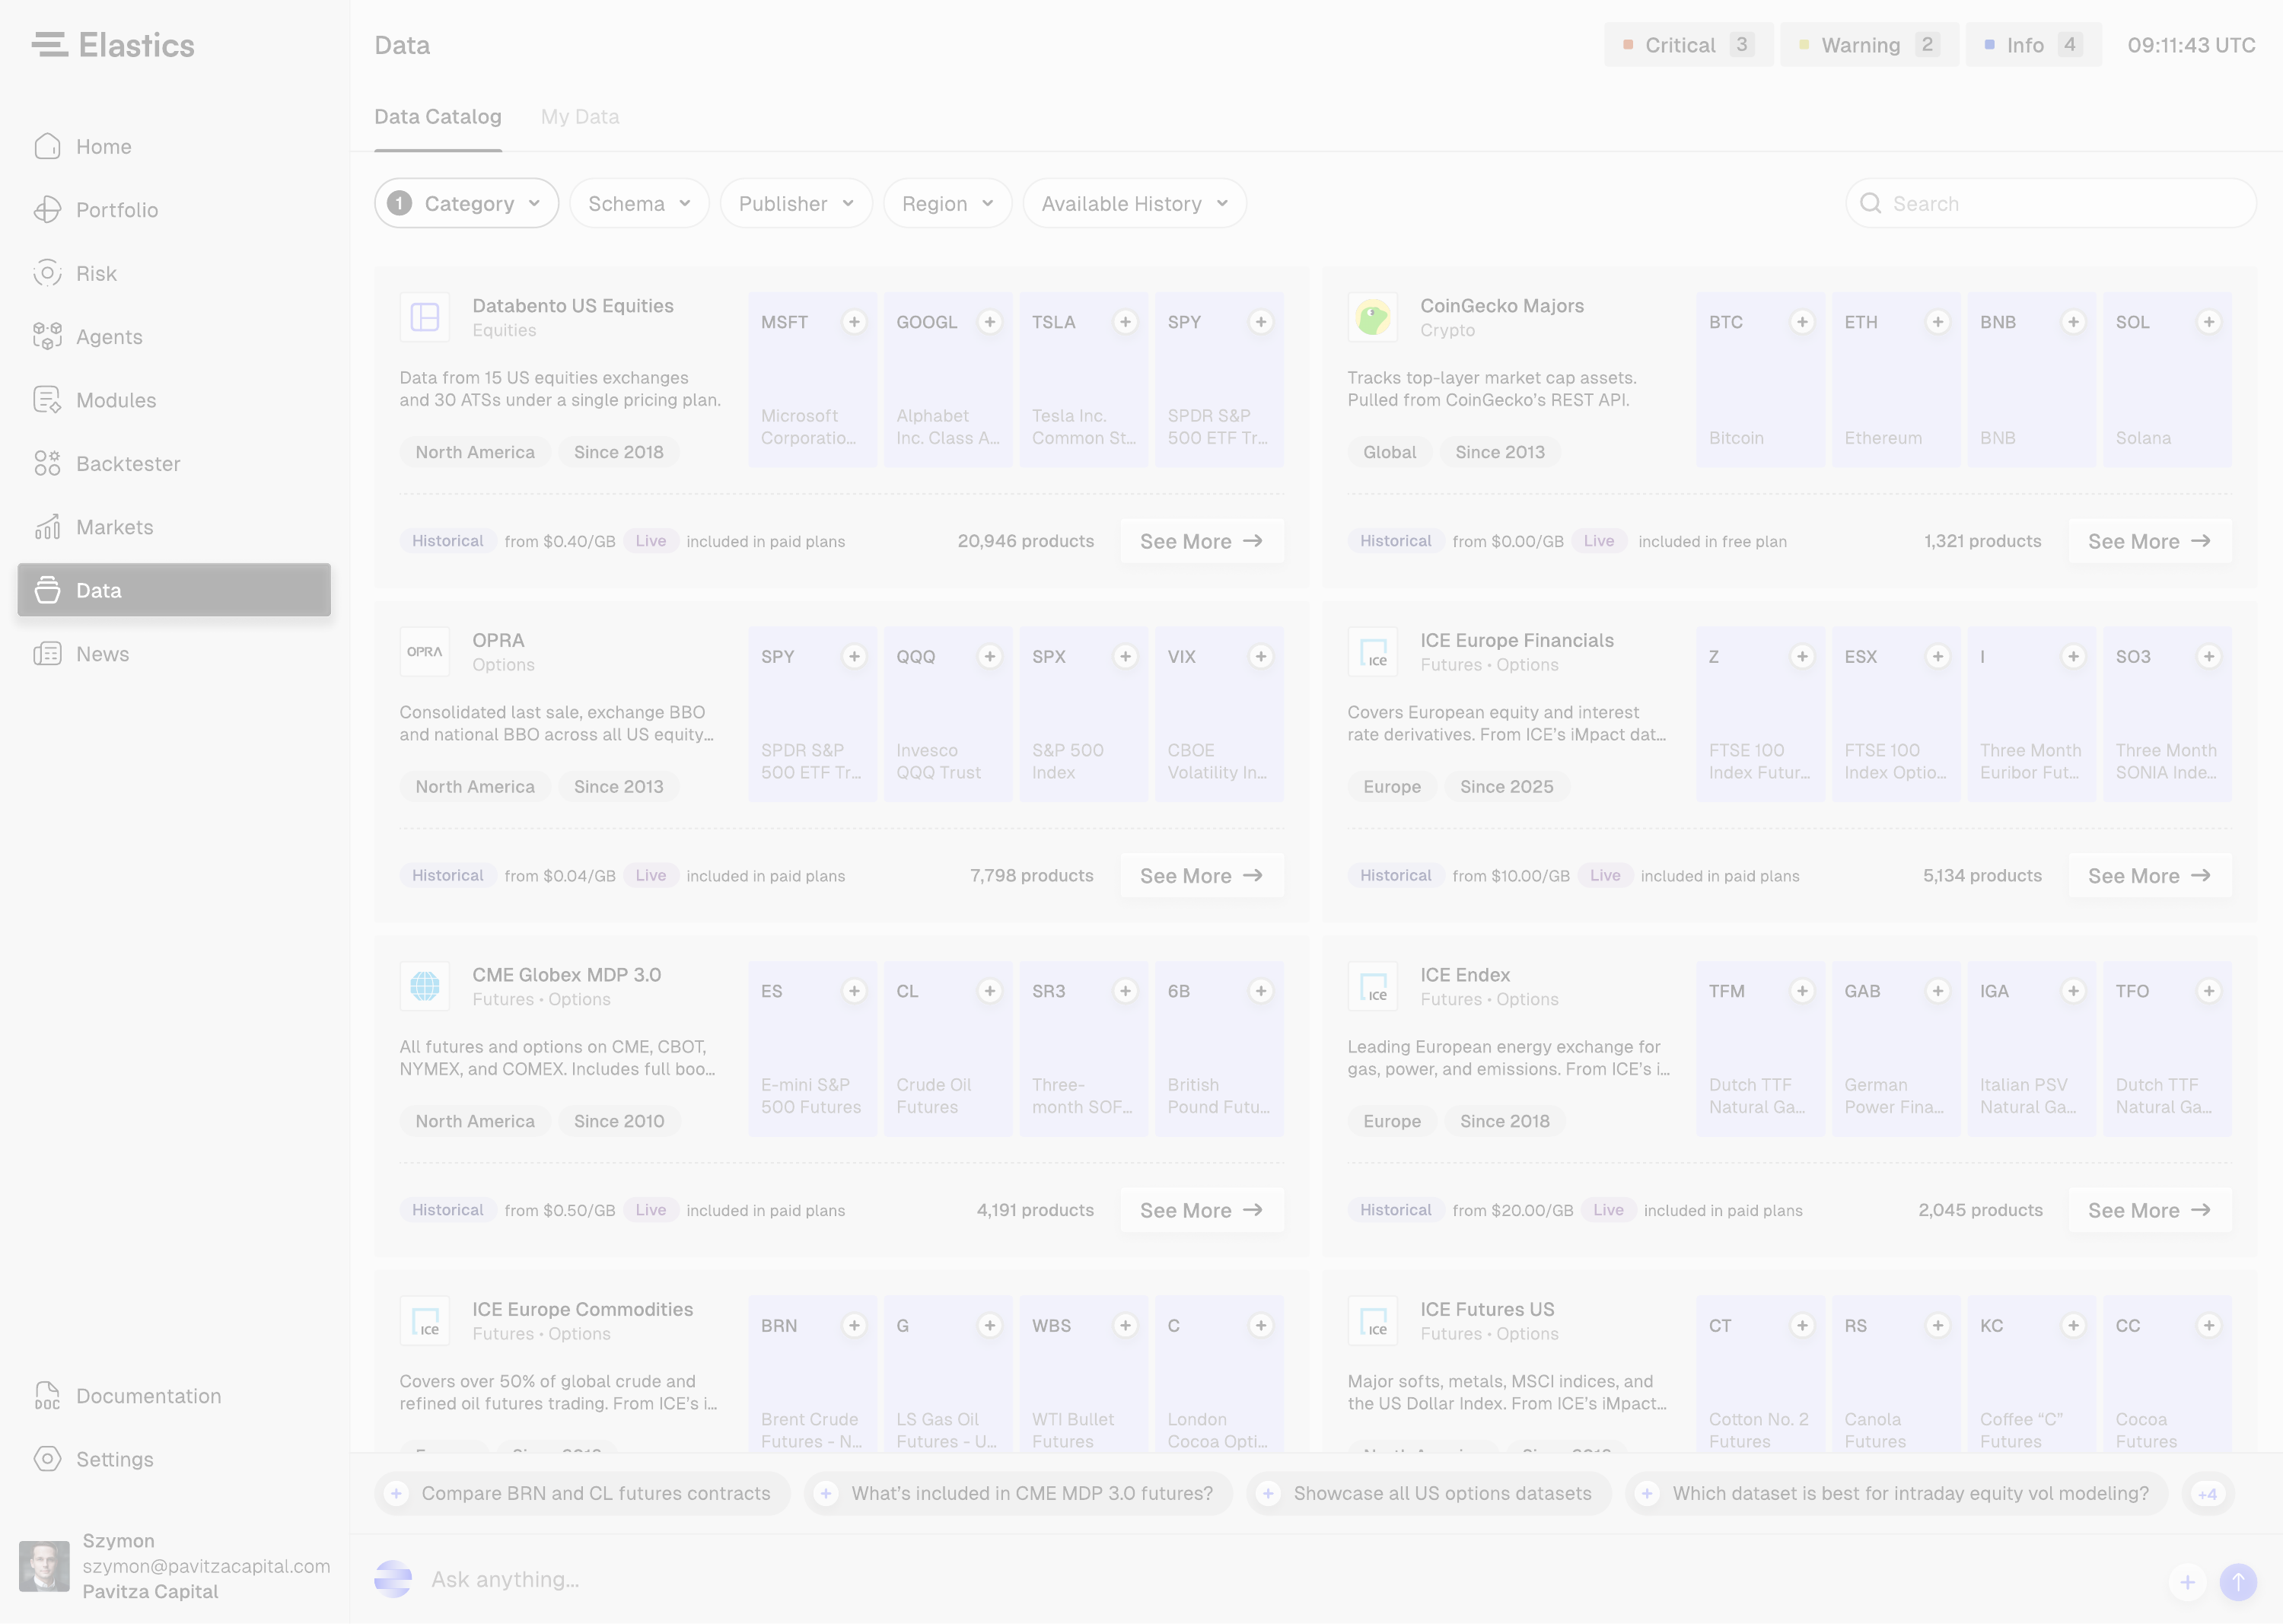 Elastics
Home
Portfolio
Risk
Agents
Modules
Backtester
Markets
Data
News
DOC
Documentation
Settings
Szymon
szymon@pavitzacapital.com
Pavitza Capital
Data
Critical 3
Warning 2
Info 4
09:11:43 UTC
Data Catalog
My Data
1 Category
Schema
Publisher
Region
Available History
Search
Databento US Equities
Equities
Data from 15 US equities exchanges
and 30 ATSs under a single pricing plan.
North America
Since 2018
MSFT
Microsoft
Corporatio...
GOOGL
Alphabet
Inc. Class A...
TSLA
Tesla Inc.
Common St...
SPY
SPDR S&P
500 ETF Tr...
Historical from $0.40/GB Live included in paid plans
20,946 products
See More
CoinGecko Majors
Crypto
Tracks top-layer market cap assets.
Pulled from CoinGecko's REST API.
Global
Since 2013
BTC
Bitcoin
ETH
Ethereum
BNB
BNB
SOL
Solana
Historical from $0.00/GB Live included in free plan
1,321 products
See More
OPRA
OPRA
Options
Consolidated last sale, exchange BBO
and national BBO across all US equity...
North America
Since 2013
SPY
SPDR S&P
500 ETF Tr...
QQQ
Invesco
QQQ Trust
SPX
S&P 500
Index
VIX
CBOE
Volatility In...
Historical from $0.04/GB Live included in paid plans
7,798 products
See More
ICE
ICE Europe Financials
Futures • Options
Covers European equity and interest
rate derivatives. From ICE's iMpact dat...
Europe
Since 2025
Z
FTSE 100
Index Futur...
ESX
FTSE 100
Index Optio...
I
Three Month
Euribor Fut...
SO3
Three Month
SONIA Inde...
Historical from $10.00/GB Live included in paid plans
5,134 products
See More
CME Globex MDP 3.0
Futures • Options
All futures and options on CME, CBOT,
NYMEX, and COMEX. Includes full boo...
North America
Since 2010
ES
E-mini S&P
500 Futures
CL
Crude Oil
Futures
SR3
Three-
month SOF...
6B
British
Pound Futu...
Historical from $0.50/GB Live included in paid plans
4,191 products
See More
ICE
ICE Endex
Futures • Options
Leading European energy exchange for
gas, power, and emissions. From ICE's i...
Europe
Since 2018
TFM
Dutch TTF
Natural Ga...
GAB
German
Power Fina...
IGA
Italian PSV
Natural Ga...
TFO
Dutch TTF
Natural Ga...
Historical from $20.00/GB Live included in paid plans
2,045 products
See More
ICE
ICE Europe Commodities
Futures • Options
Covers over 50% of global crude and
refined oil futures trading. From ICE's i...
BRN
Brent Crude
Futures - N...
G
LS Gas Oil
Futures - U...
WBS
WTI Bullet
Futures
C
London
Cocoa Opti...
ICE
ICE Futures US
Futures • Options
Major softs, metals, MSCI indices, and
the US Dollar Index. From ICE's iMpact...
CT
Cotton No. 2
Futures
RS
Canola
Futures
KC
Coffee “C”
Futures
CC
Cocoa
Futures
Compare BRN and CL futures contracts
What's included in CME MDP 3.0 futures?
Showcase all US options datasets
Which dataset is best for intraday equity vol modeling?
+4
Ask anything...